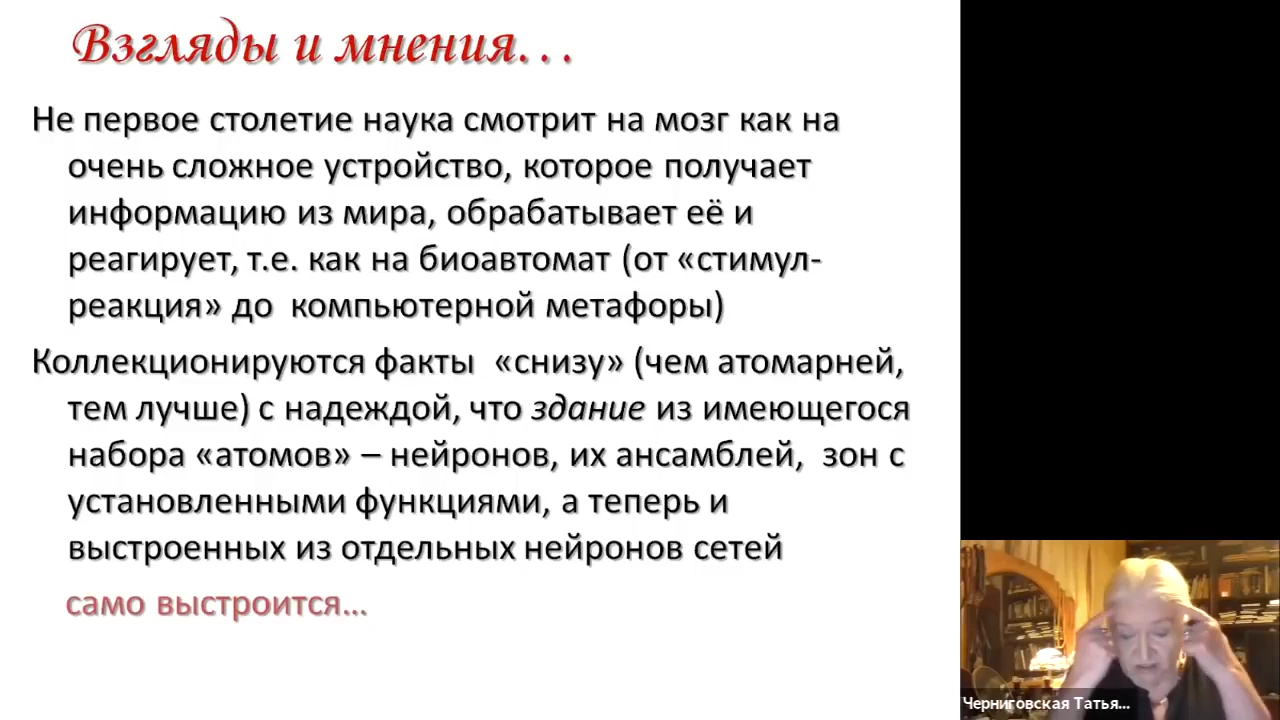 Взгляды и мнения...
Не первое столетие наука смотрит на мозг как на
очень сложное устройство, которое получает
информацию из мира, обрабатывает её и
реагирует, т.е. как на биоавтомат (от «стимул-
реакция» до компьютерной метафоры)
Коллекционируются факты «снизу» (чем атомарней,
тем лучше) с надеждой, что здание из имеющегося
набора «атомов» – нейронов, их ансамблей, зон с
установленными функциями, а теперь и
выстроенных из отдельных нейронов сетей
само выстроится...
Черниговская Татья...